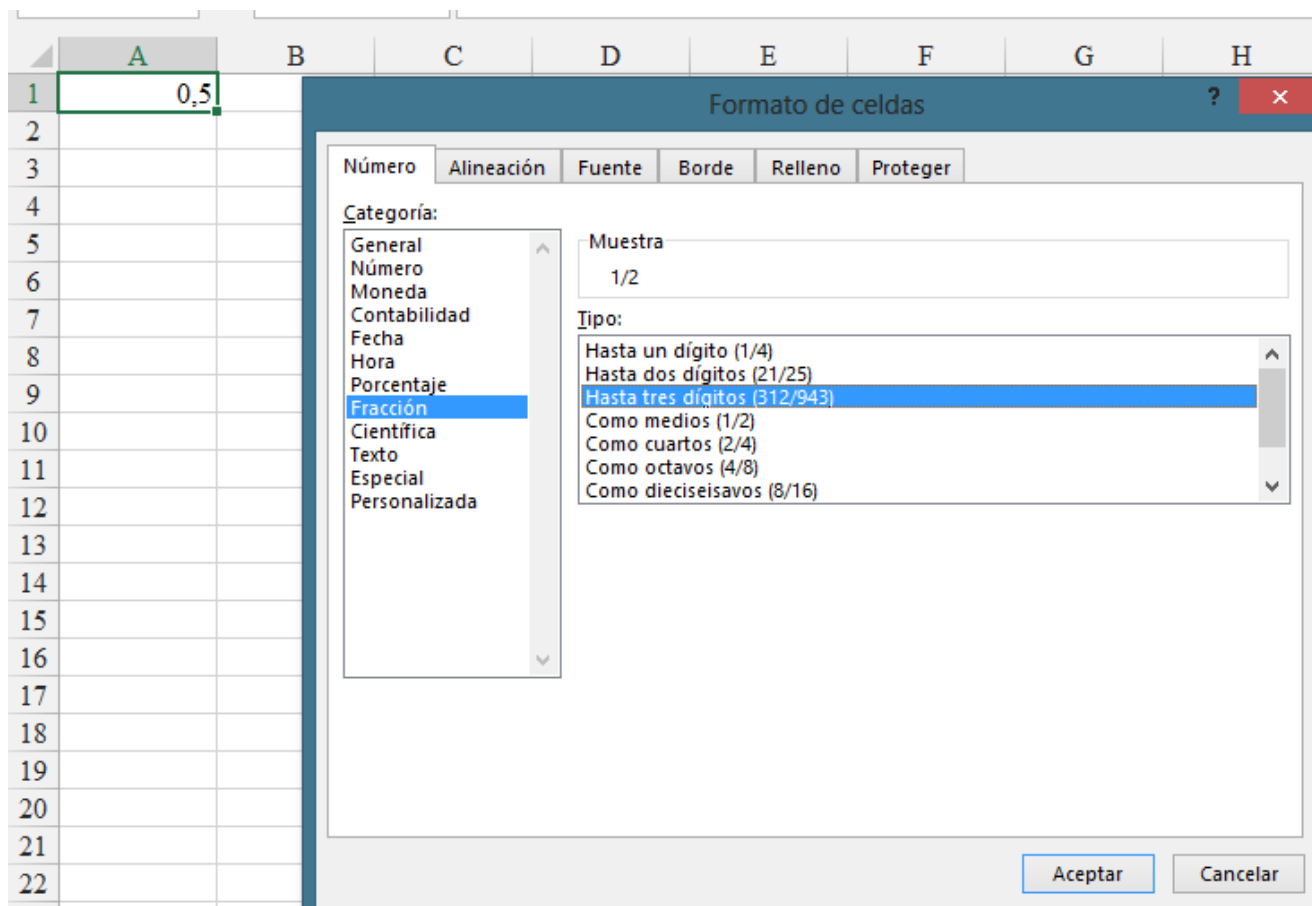 A B C D E F G H
1 0,5
2
3
4
5
6
7
8
9
10
11
12
13
14
15
16
17
18
19
20
21
22
Formato de celdas ? ×
Número Alineación Fuente Borde Relleno Proteger
Categoría:
General
Número
Moneda
Contabilidad
Fecha
Hora
Porcentaje
Fracción
Científica
Texto
Especial
Personalizada
Muestra
1/2
Tipo:
Hasta un dígito (1/4)
Hasta dos dígitos (21/25)
Hasta tres dígitos (312/943)
Como medios (1/2)
Como cuartos (2/4)
Como octavos (4/8)
Como dieciseisavos (8/16)
Aceptar Cancelar